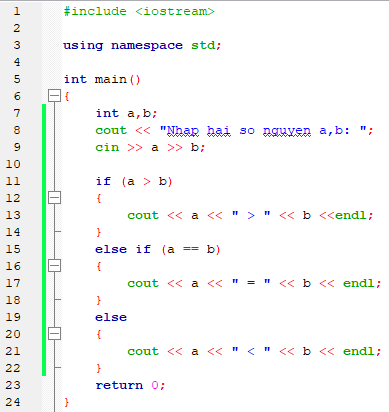 1 #include <iostream>
2
3 using namespace std;
4
5 int main()
6 {
7 int a,b;
8 cout << "Nhap hai so nguyen a,b: ";
9 cin >> a >> b;
10
11 if (a > b)
12 {
13 cout << a << " > " << b <<endl;
14 }
15 else if (a == b)
16 {
17 cout << a << " = " << b << endl;
18 }
19 else
20 {
21 cout << a << " < " << b << endl;
22 }
23 return 0;
24 }